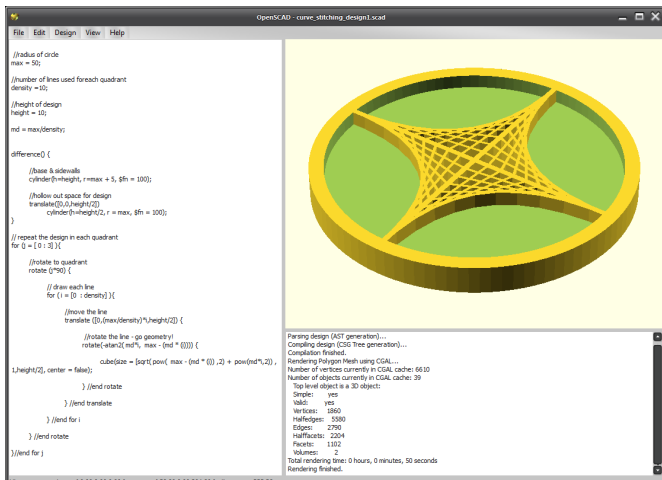 OpenSCAD - curve_stitching_design1.scad
File Edit Design View Help
//radius of circle
max = 50;
//number of lines used foreach quadrant
density =10;
//height of design
height = 10;
md = max/density;
difference() {
//base & sidewalls
cylinder(h=height, r=max + 5, $fn = 100);
//hollow out space for design
translate([0,0,height/2])
cylinder(h=height/2, r = max, $fn = 100);
}
// repeat the design in each quadrant
for (j = [ 0 : 3] ){
//rotate to quadrant
rotate (j*90) {
// draw each line
for ( i = [0 : density] ){
//move the line
translate ([0,(max/density)*i,height/2]) {
//rotate the line - go geometry!
rotate(-atan2( md*i, max - (md * (i)))) {
cube(size = [sqrt( pow( max - (md * (i)) ,2) + pow(md*i,2)) ,
1,height/2], center = false);
} //end rotate
} //end translate
} //end for i
} //end rotate
}//end for j
Parsing design (AST generation)...
Compiling design (CSG Tree generation)...
Compilation finished.
Rendering Polygon Mesh using CGAL...
Number of vertices currently in CGAL cache: 6610
Number of objects currently in CGAL cache: 39
Top level object is a 3D object:
Simple: yes
Valid: yes
Vertices: 1860
Halfedges: 5580
Edges: 2790
Halffacets: 2204
Facets: 1102
Volumes: 2
Total rendering time: 0 hours, 0 minutes, 50 seconds
Rendering finished.